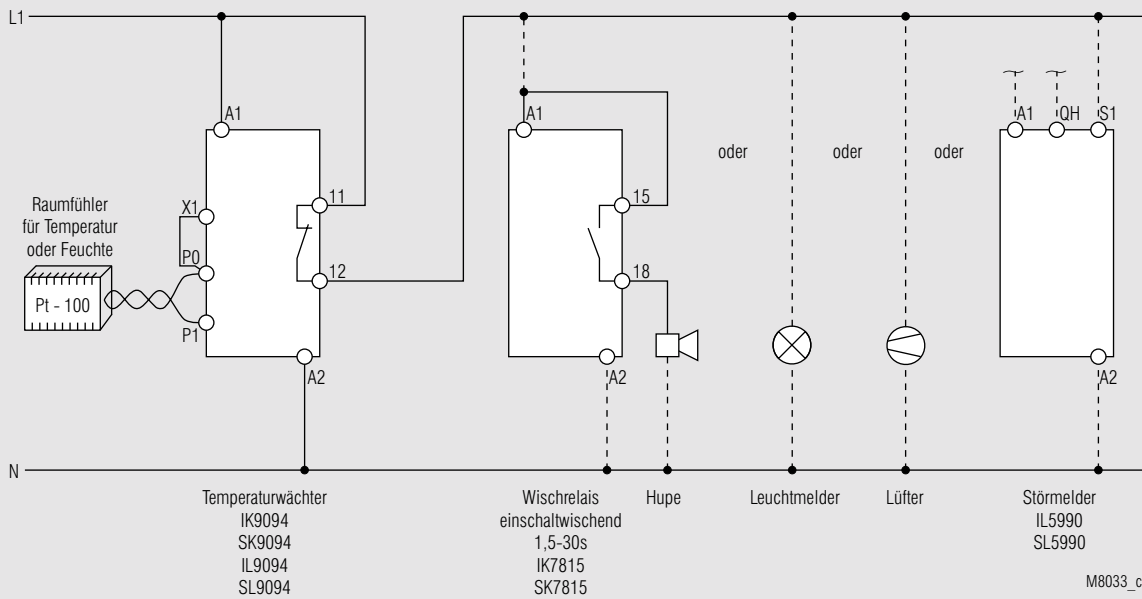 L1
A1
A1
A1
QH
S1
oder
oder
oder
11
15
Raumfühler
für Temperatur
oder Feuchte
X1
P0
12
18
Pt - 100
P1
A2
A2
A2
N
Temperaturwächter
IK9094
SK9094
IL9094
SL9094
Wischrelais
einschaltwischend
1,5-30s
IK7815
SK7815
Hupe
Leuchtmelder
Lüfter
Störmelder
IL5990
SL5990
M8033_c